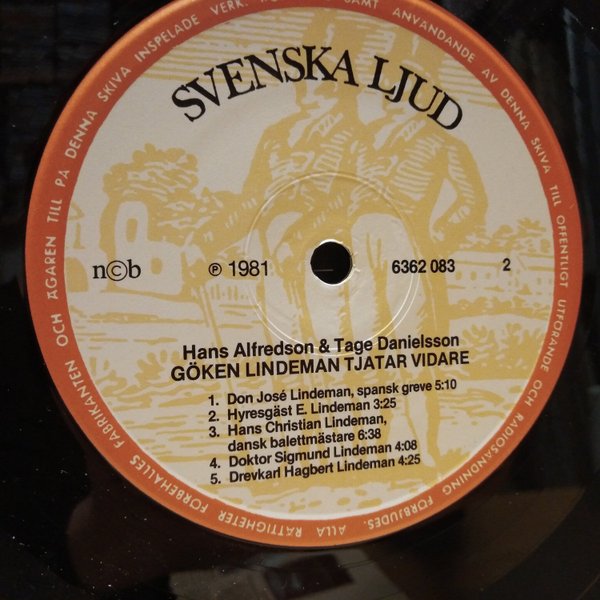 SVENSKA LJUD
n©b
℗ 1981
6362 083
2
Hans Alfredson & Tage Danielsson
GÖKEN LINDEMAN TJATAR VIDARE
1. Don José Lindeman, spansk greve 5:10
2. Hyresgäst E. Lindeman 3:25
3. Hans Christian Lindeman,
dansk balettmästare 6:38
4. Doktor Sigmund Lindeman 4:08
5. Drevkarl Hagbert Lindeman 4:25
ALLA RÄTTIGHETER FÖRBEHÅLLES FABRIKANTEN OCH ÄGAREN TILL PÅ DENNA SKIVA INSPELADE VERK. SAMT ANVÄNDANDE AV DENNA SKIVA TILL OFFENTLIGT UTFÖRANDE OCH RADIOSÄNDNING FÖRBJUDES.